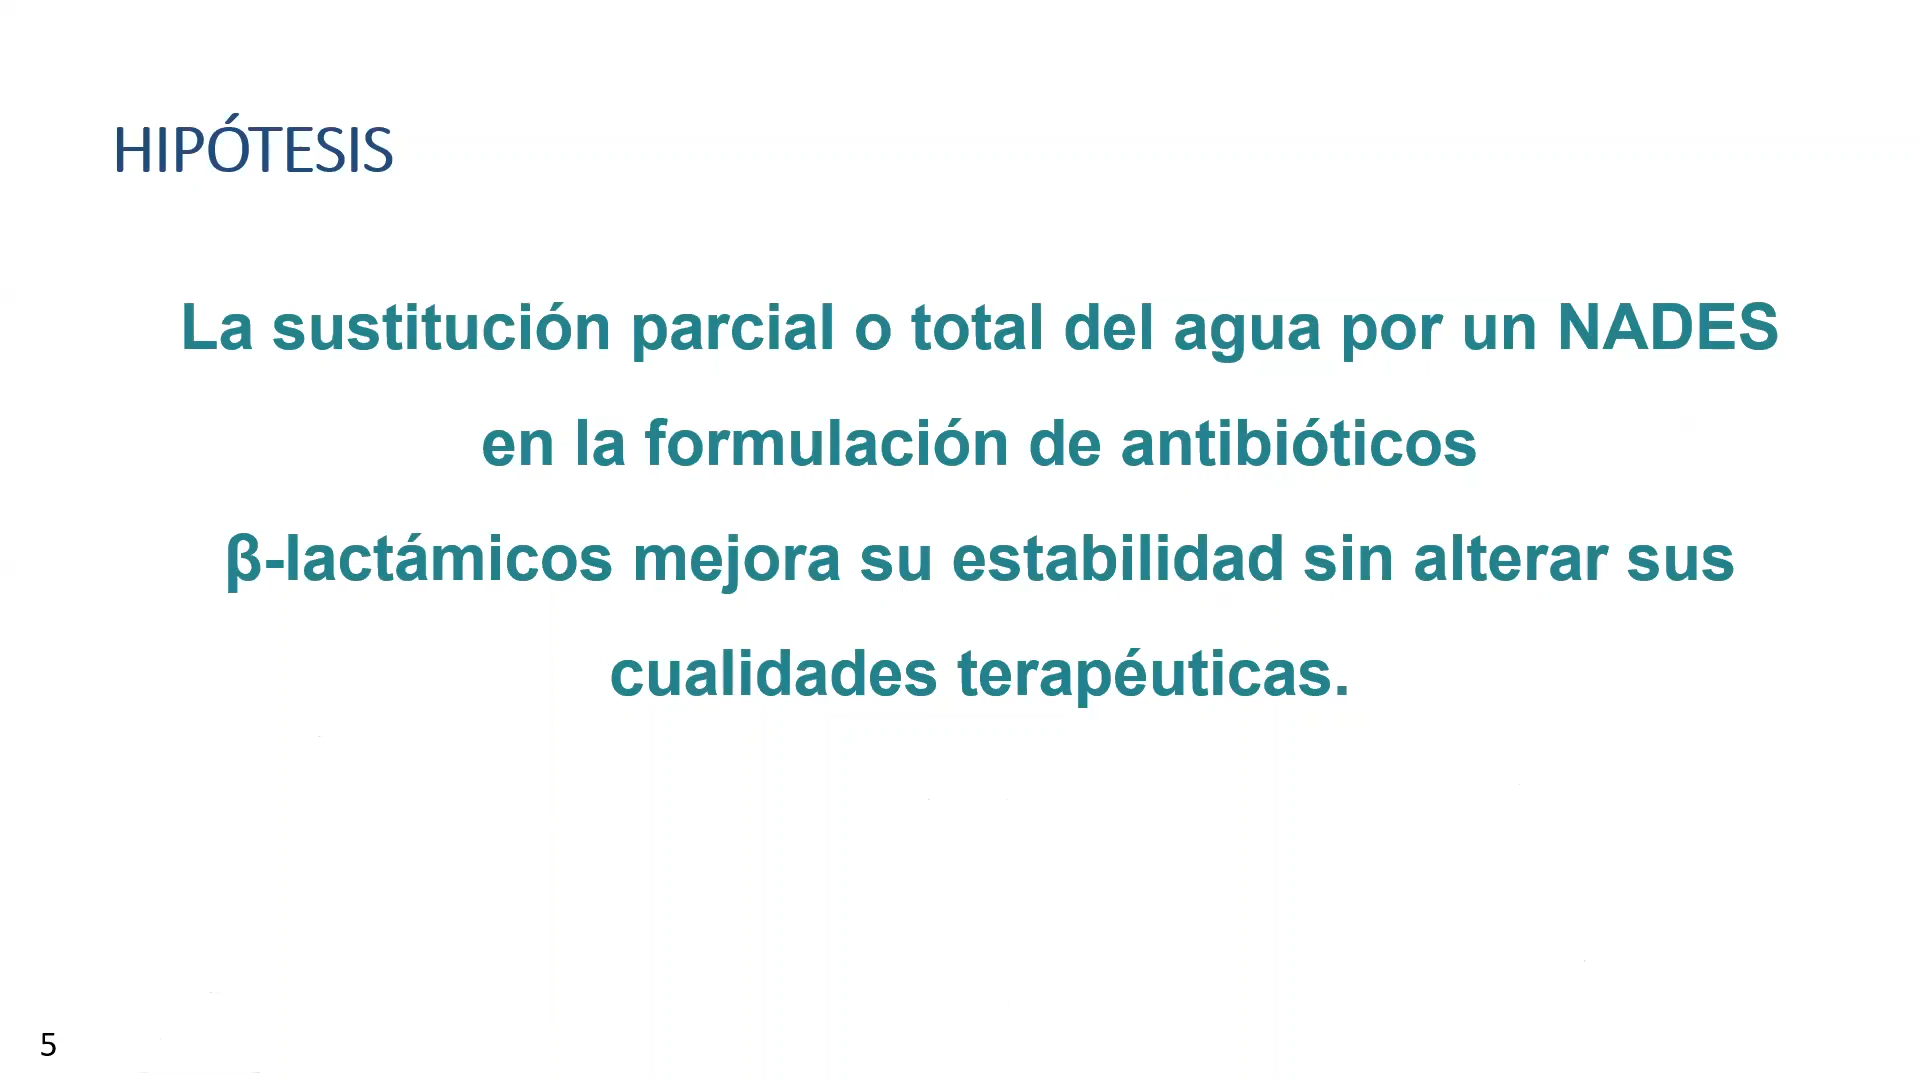 HIPÓTESIS
La sustitución parcial o total del agua por un NADES
en la formulación de antibióticos
β-lactámicos mejora su estabilidad sin alterar sus
cualidades terapéuticas.
5